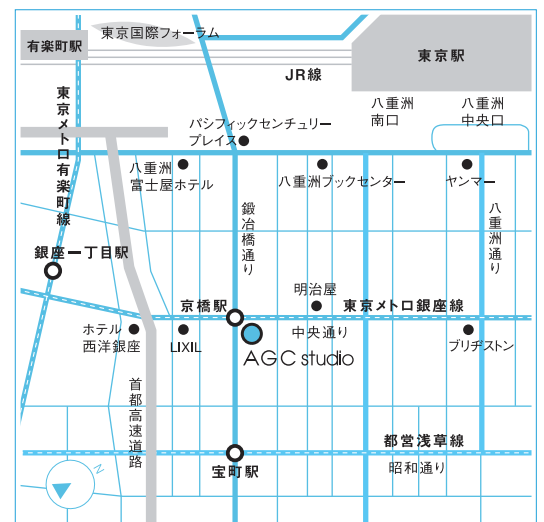 東京国際フォーラム
有楽町駅
東京駅
JR線
八重洲
南口
八重洲
中央口
東京メトロ有楽町線
パシフィックセンチュリー
プレイス
八重洲
富士屋ホテル
八重洲ブックセンター
ヤンマー
鍛冶橋通り
八重洲通り
銀座一丁目駅
京橋駅
明治屋
東京メトロ銀座線
ホテル
西洋銀座
LIXIL
中央通り
ブリヂストン
AGC studio
首都高速道路
都営浅草線
宝町駅
昭和通り
N